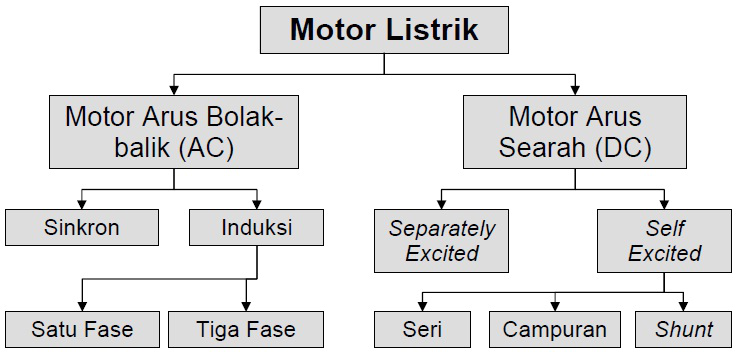 Motor Listrik
Motor Arus Bolak-
balik (AC)
Motor Arus
Searah (DC)
Sinkron
Induksi
Separately
Excited
Self
Excited
Satu Fase
Tiga Fase
Seri
Campuran
Shunt